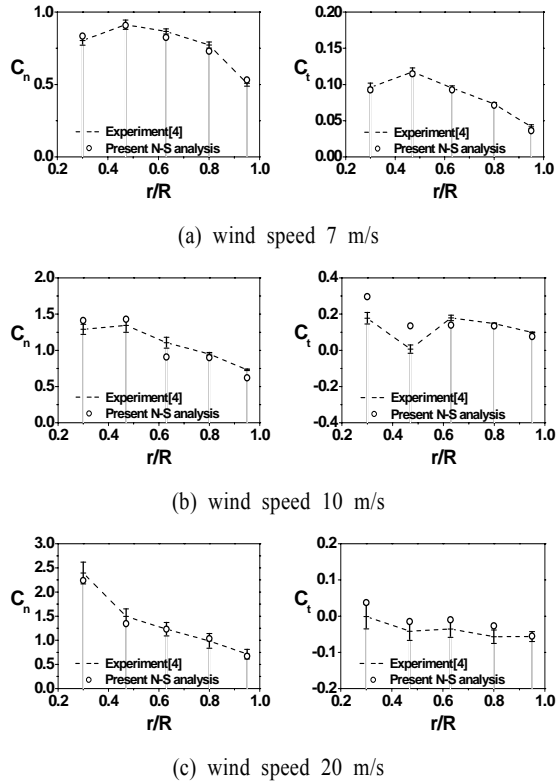 1.0
0.5
0.0
C_n
Experiment[4]
Present N-S analysis
0.2 0.4 0.6 0.8 1.0
r/R
0.20
0.15
0.10
0.05
0.00
C_t
Experiment[4]
Present N-S analysis
0.2 0.4 0.6 0.8 1.0
r/R
(a) wind speed 7 m/s
2.0
1.5
1.0
0.5
0.0
C_n
Experiment[4]
Present N-S analysis
0.2 0.4 0.6 0.8 1.0
r/R
0.4
0.2
0.0
-0.2
-0.4
C_t
Experiment[4]
Present N-S analysis
0.2 0.4 0.6 0.8 1.0
r/R
(b) wind speed 10 m/s
3.0
2.5
2.0
1.5
1.0
0.5
0.0
C_n
Experiment[4]
Present N-S analysis
0.2 0.4 0.6 0.8 1.0
r/R
0.2
0.1
0.0
-0.1
-0.2
C_t
Experiment[4]
Present N-S analysis
0.2 0.4 0.6 0.8 1.0
r/R
(c) wind speed 20 m/s